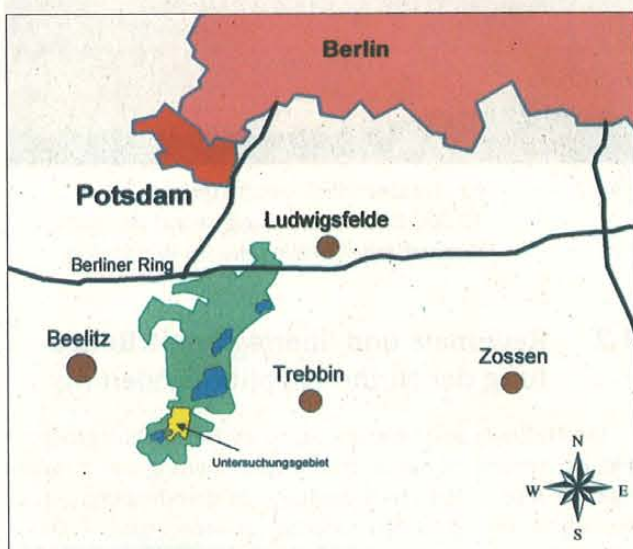 Berlin
Potsdam
Ludwigsfelde
Berliner Ring
Beelitz
Trebbin
Zossen
Untersuchungsgebiet
N
W E
S